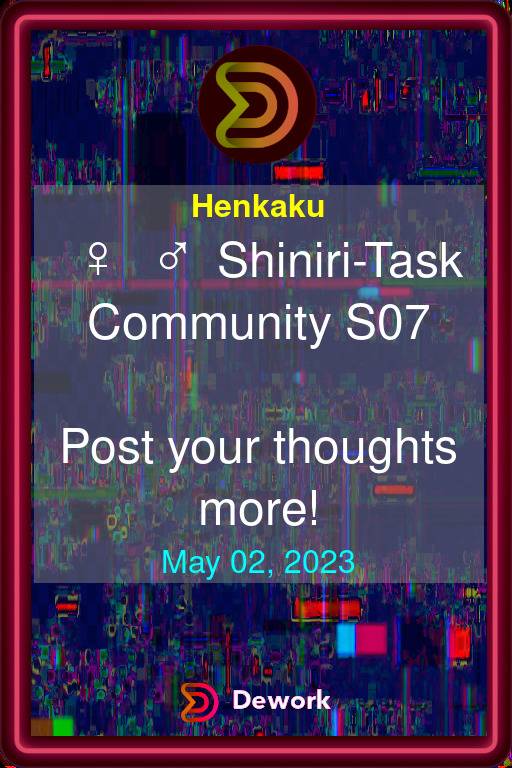 Henkaku
♀ ♂ Shiniri-Task
Community S07
Post your thoughts
more!
May 02, 2023
Dework